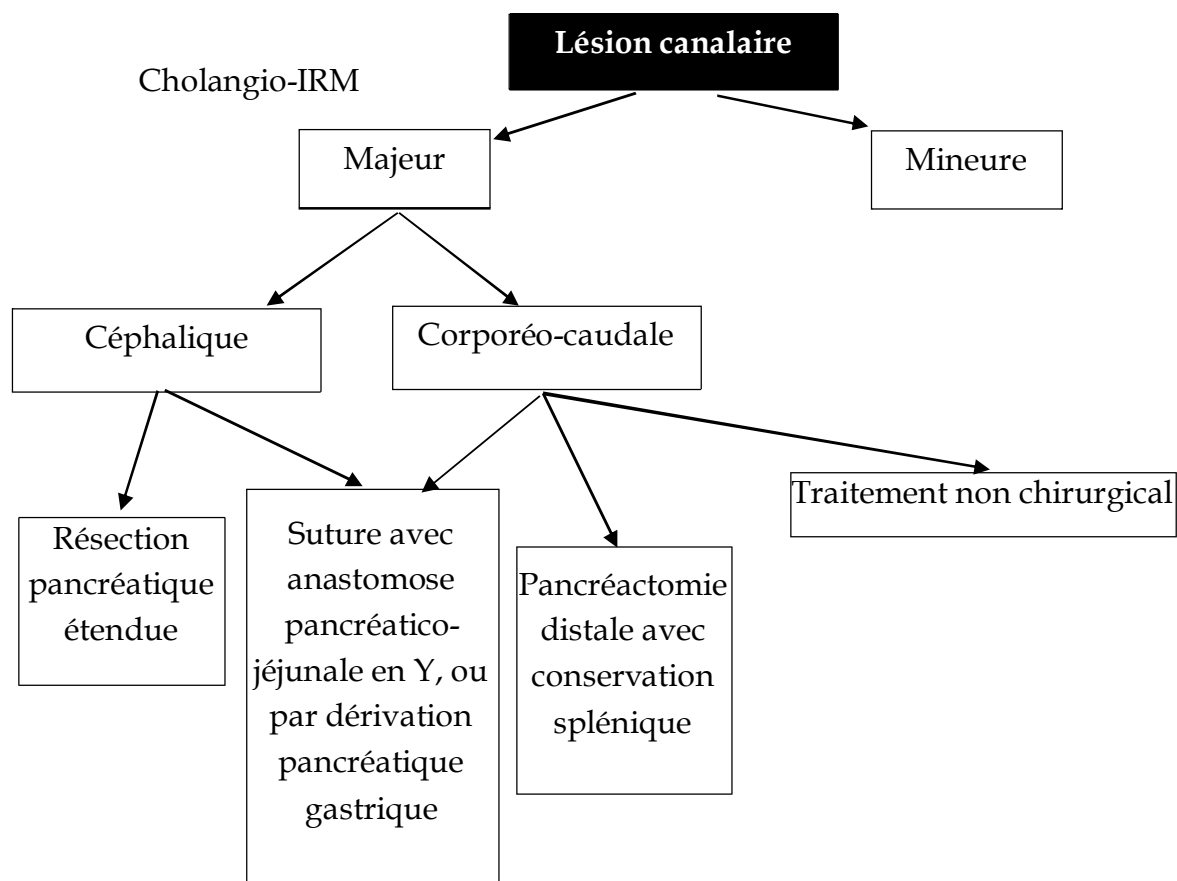 Lésion canalaire
Cholangio-IRM
Majeur
Mineure
Céphalique
Corporéo-caudale
Résection
pancréatique
étendue
Suture avec
anastomose
pancréatico-
jéjunale en Y, ou
par dérivation
pancréatique
gastrique
Pancréactomie
distale avec
conservation
splénique
Traitement non chirurgical